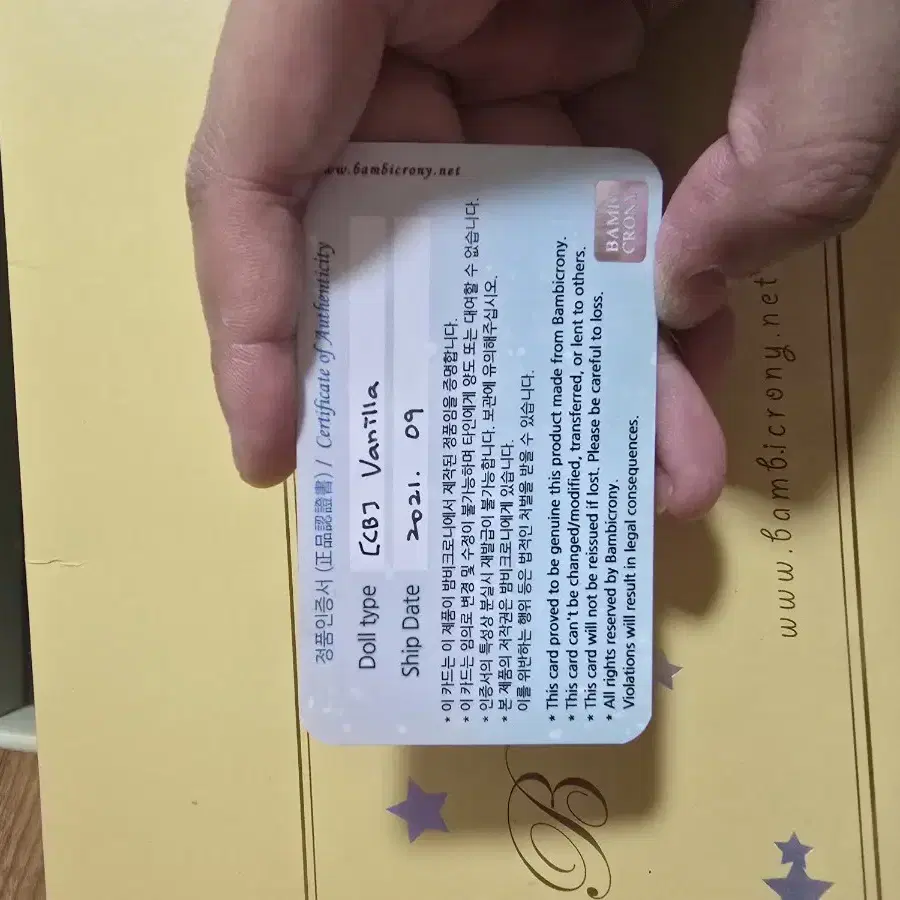 www.bambicrony.net
정품인증서 (正品認證書) / Certificate of Authenticity
Doll type [CB] Vanilla
Ship Date 2021. 09
* 이 카드는 이 제품이 밤비크로니에서 제작된 정품임을 증명합니다.
* 이 카드는 임의로 변경 및 수정이 불가능하며 타인에게 양도 또는 대여할 수 없습니다.
* 인증서의 특성상 분실시 재발급이 불가능합니다. 보관에 유의해주십시오.
* 본 제품의 저작권은 밤비크로니에게 있습니다.
이를 위반하는 행위 등은 법적인 처벌을 받을 수 있습니다.
* This card proved to be genuine this product made from Bambicrony.
* This card can't be changed/modified, transferred, or lent to others.
* This card will not be reissued if lost. Please be careful to loss.
* All rights reserved by Bambicrony.
Violations will result in legal consequences.
BAMBI
CRONY
B
www.bambicrony.net